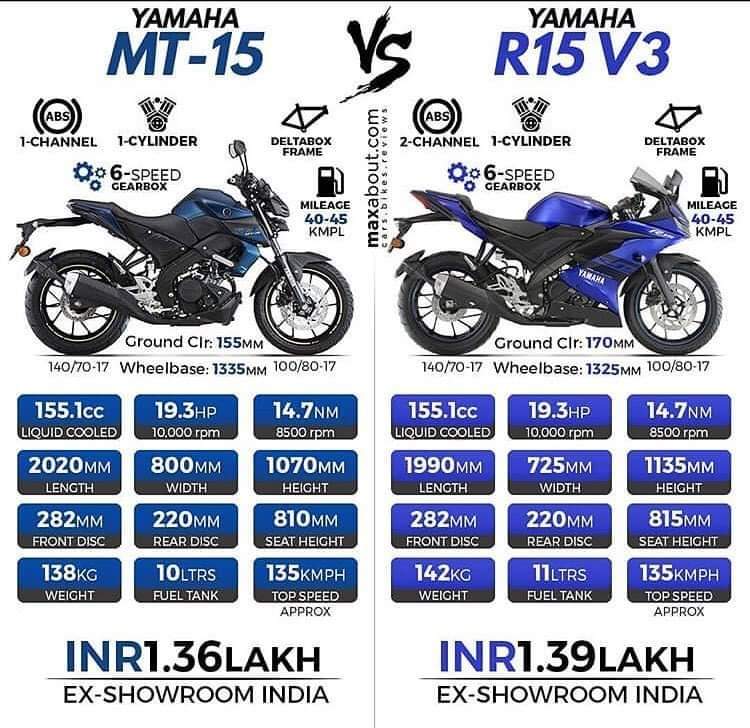 YAMAHA
MT-15
VS
YAMAHA
R15 V3
ABS
1-CHANNEL
1-CYLINDER
DELTABOX
FRAME
6-SPEED
GEARBOX
MILEAGE
40-45
KMPL
maxabout.com
cars.bikes.reviews
ABS
2-CHANNEL
1-CYLINDER
DELTABOX
FRAME
6-SPEED
GEARBOX
MILEAGE
40-45
KMPL
YAMAHA
Ground Clr: 155MM
140/70-17 Wheelbase: 1335MM 100/80-17
Ground Clr: 170MM
140/70-17 Wheelbase: 1325MM 100/80-17
155.1CC
LIQUID COOLED
19.3HP
10,000 rpm
14.7NM
8500 rpm
2020MM
LENGTH
800MM
WIDTH
1070MM
HEIGHT
282MM
FRONT DISC
220MM
REAR DISC
810MM
SEAT HEIGHT
138KG
WEIGHT
10LTRS
FUEL TANK
135KMPH
TOP SPEED
APPROX
INR1.36LAKH
EX-SHOWROOM INDIA
155.1CC
LIQUID COOLED
19.3HP
10,000 rpm
14.7NM
8500 rpm
1990MM
LENGTH
725MM
WIDTH
1135MM
HEIGHT
282MM
FRONT DISC
220MM
REAR DISC
815MM
SEAT HEIGHT
142KG
WEIGHT
11LTRS
FUEL TANK
135KMPH
TOP SPEED
APPROX
INR1.39LAKH
EX-SHOWROOM INDIA